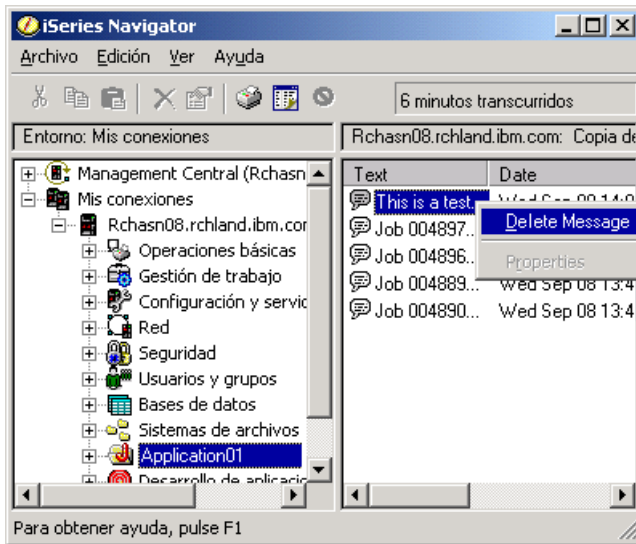 iSeries Navigator
Archivo Edición Ver Ayuda
6 minutos transcurridos
Entorno: Mis conexiones
Rchasn08.rchland.ibm.com: Copia de
Management Central (Rchasn
Mis conexiones
Rchasn08.rchland.ibm.cor
Operaciones básicas
Gestión de trabajo
Configuración y servic
Red
Seguridad
Usuarios y grupos
Bases de datos
Sistemas de archivos
Application01
Desarrollo de aplicacio
Text Date
This is a test...
Job 004897...
Job 004896...
Job 004889... Wed Sep 08 13:4
Job 004890... Wed Sep 08 13:4
Delete Message
Properties
Para obtener ayuda, pulse F1